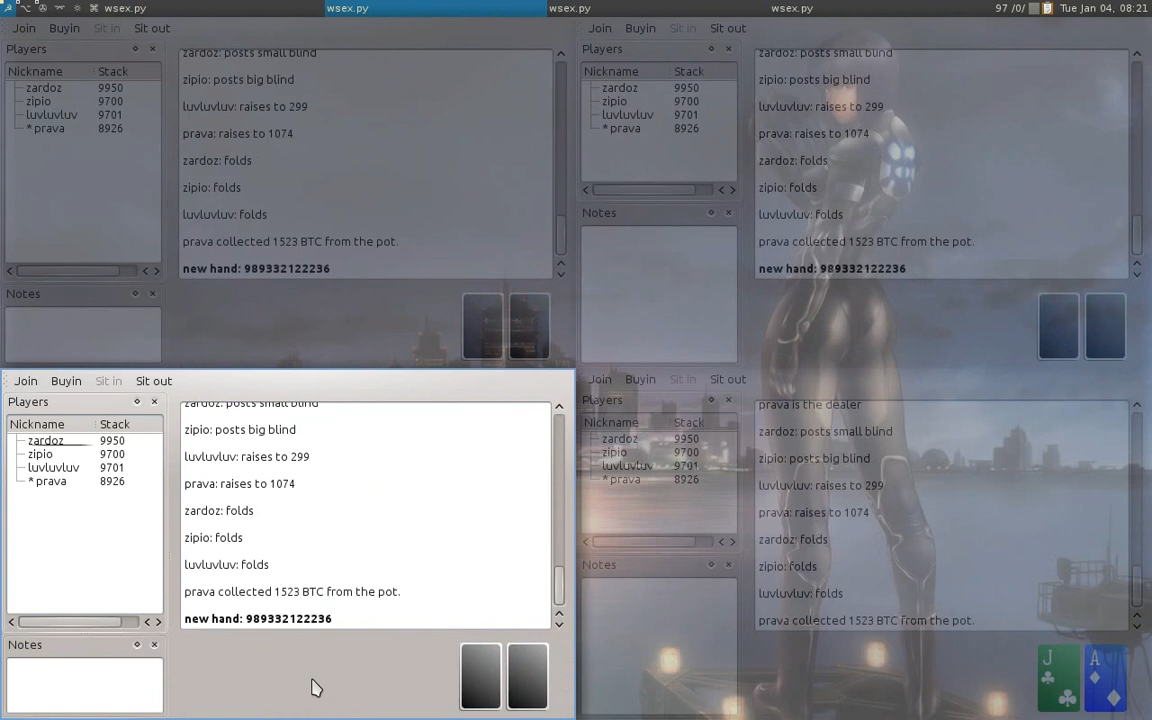 wsex.py wsex.py wsex.py wsex.py 97 /0/ Tue Jan 04, 08:21
Join Buyin Sit in Sit out
Players
Nickname Stack
zardoz 9950
zipio 9700
luvluvluv 9701
* prava 8926
Notes
zardoz: posts small blind
zipio: posts big blind
luvluvluv: raises to 299
prava: raises to 1074
zardoz: folds
zipio: folds
luvluvluv: folds
prava collected 1523 BTC from the pot.
new hand: 989332122236
Join Buyin Sit in Sit out
Players
Nickname Stack
zardoz 9950
zipio 9700
luvluvluv 9701
* prava 8926
Notes
zardoz: posts small blind
zipio: posts big blind
luvluvluv: raises to 299
prava: raises to 1074
zardoz: folds
zipio: folds
luvluvluv: folds
prava collected 1523 BTC from the pot.
new hand: 989332122236
Join Buyin Sit in Sit out
Players
Nickname Stack
zardoz 9950
zipio 9700
luvluvluv 9701
* prava 8926
Notes
zardoz: posts small blind
zipio: posts big blind
luvluvluv: raises to 299
prava: raises to 1074
zardoz: folds
zipio: folds
luvluvluv: folds
prava collected 1523 BTC from the pot.
new hand: 989332122236
Join Buyin Sit in Sit out
Players
Nickname Stack
zardoz 9950
zipio 9700
luvluvluv 9701
* prava 8926
Notes
prava is the dealer
zardoz: posts small blind
zipio: posts big blind
luvluvluv: raises to 299
prava: raises to 1074
zardoz: folds
zipio: folds
luvluvluv: folds
prava collected 1523 BTC from the pot.
J A